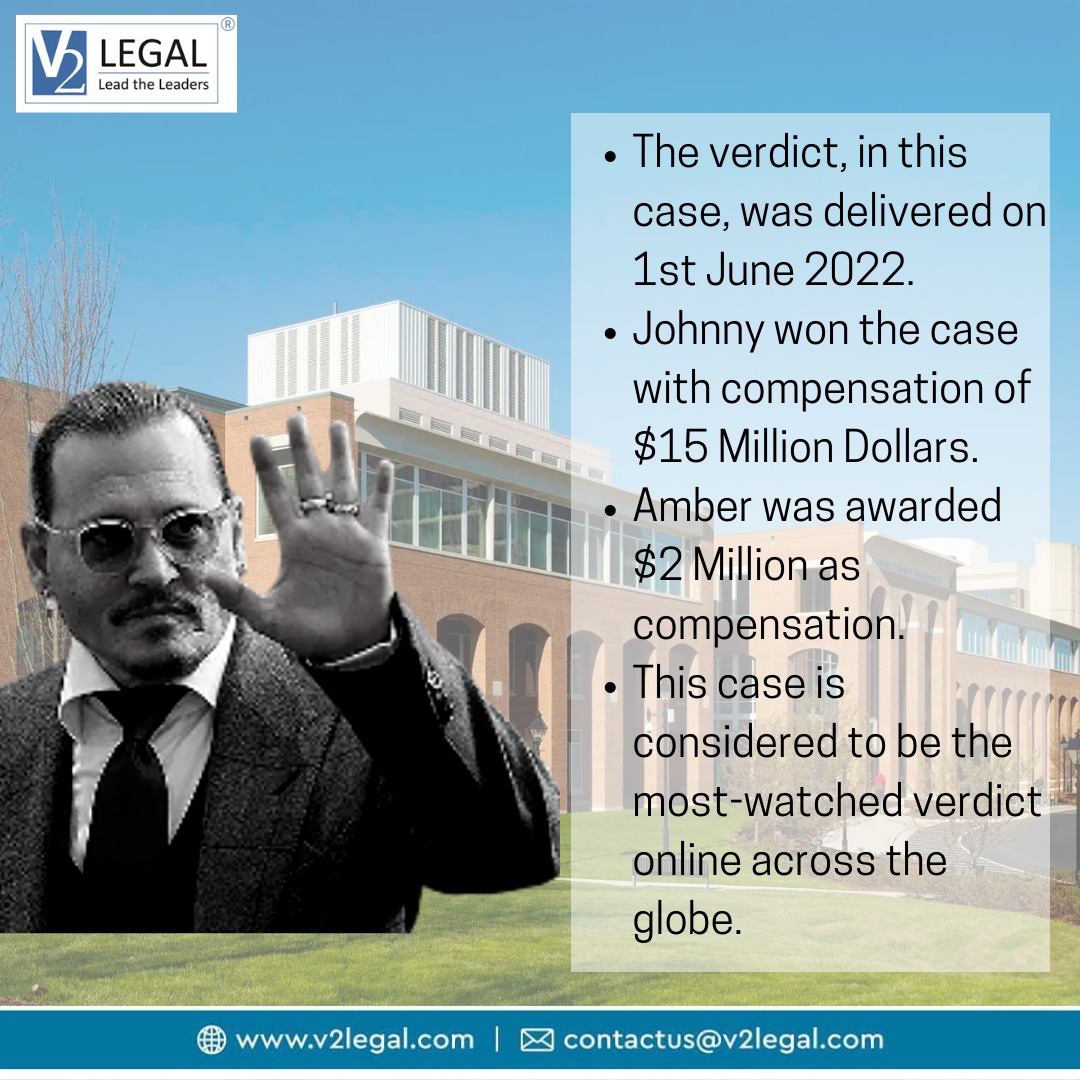 V2 LEGAL ®
Lead the Leaders
• The verdict, in this
case, was delivered on
1st June 2022.
• Johnny won the case
with compensation of
$15 Million Dollars.
• Amber was awarded
$2 Million as
compensation.
• This case is
considered to be the
most-watched verdict
online across the
globe.
www.v2legal.com | contactus@v2legal.com